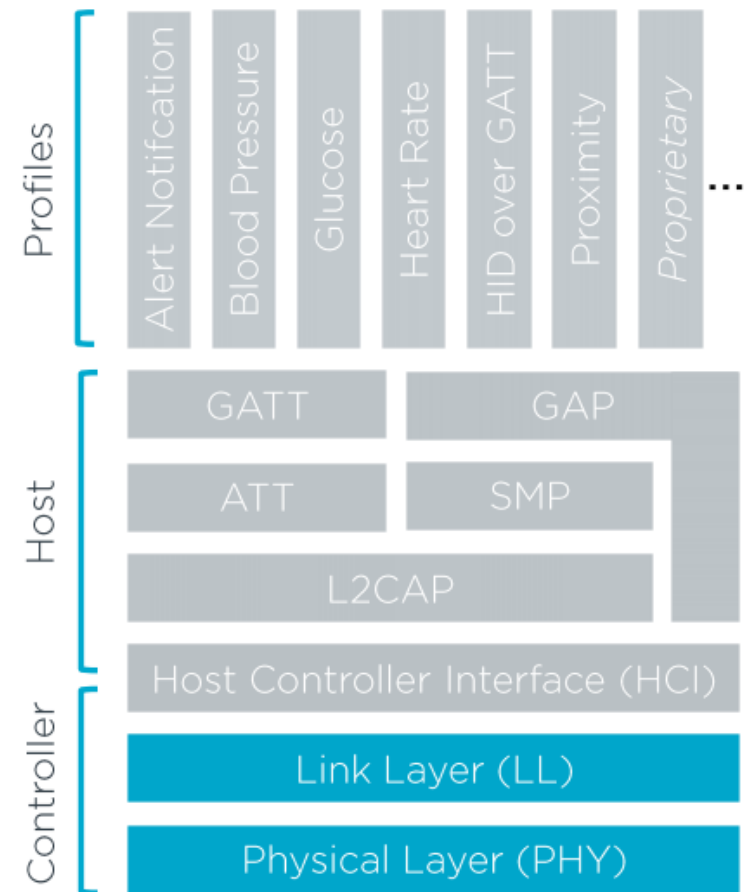 Profiles
Alert Notifcation
Blood Pressure
Glucose
Heart Rate
HID over GATT
Proximity
Proprietary
...
Host
GATT
GAP
ATT
SMP
L2CAP
Host Controller Interface (HCI)
Controller
Link Layer (LL)
Physical Layer (PHY)